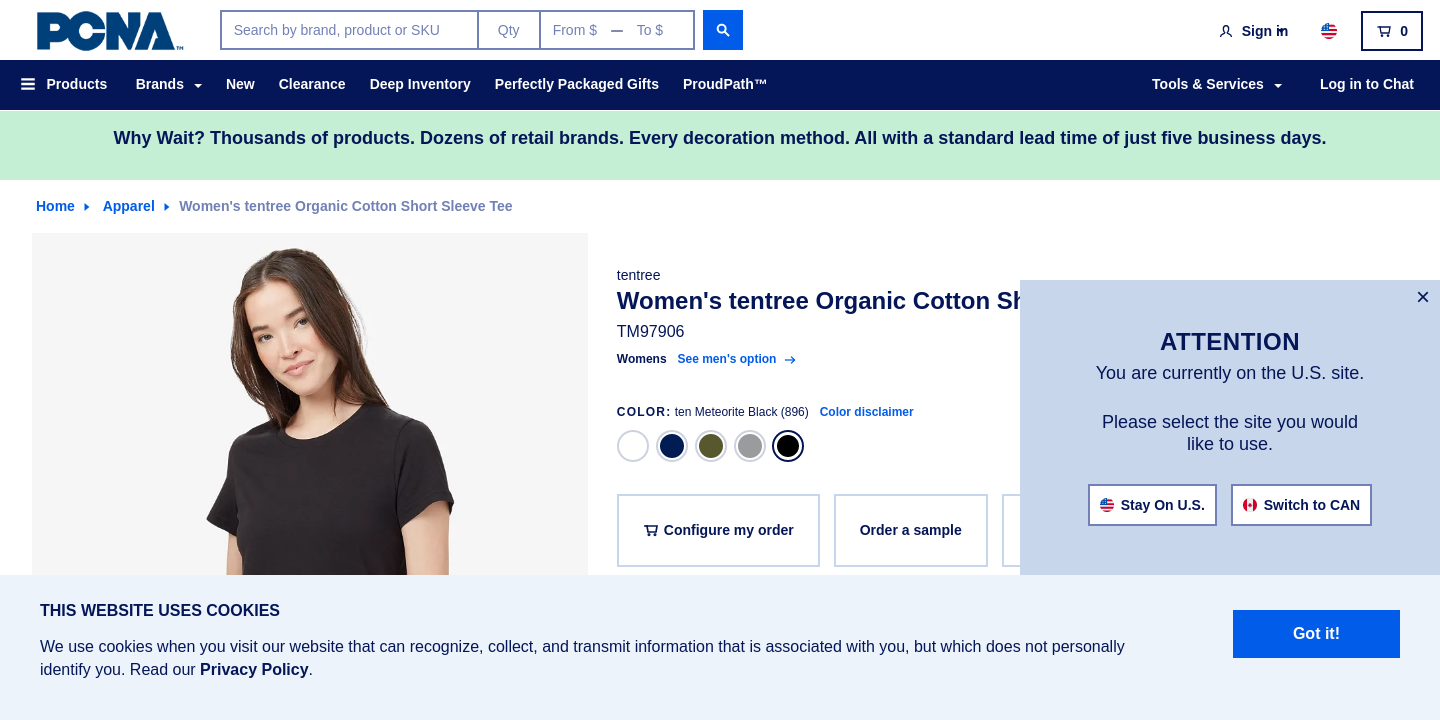 PCNA™
Search by brand, product or SKU
Qty
From $ — To $
Sign in
0
Products
Brands
New
Clearance
Deep Inventory
Perfectly Packaged Gifts
ProudPath™
Tools & Services
Log in to Chat
Why Wait? Thousands of products. Dozens of retail brands. Every decoration method. All with a standard lead time of just five business days.
Home
Apparel
Women's tentree Organic Cotton Short Sleeve Tee
tentree
Women's tentree Organic Cotton Sh
TM97906
Womens See men's option
COLOR: ten Meteorite Black (896) Color disclaimer
Configure my order
Order a sample
×
ATTENTION
You are currently on the U.S. site.
Please select the site you would
like to use.
Stay On U.S.
Switch to CAN
THIS WEBSITE USES COOKIES
We use cookies when you visit our website that can recognize, collect, and transmit information that is associated with you, but which does not personally
identify you. Read our Privacy Policy.
Got it!